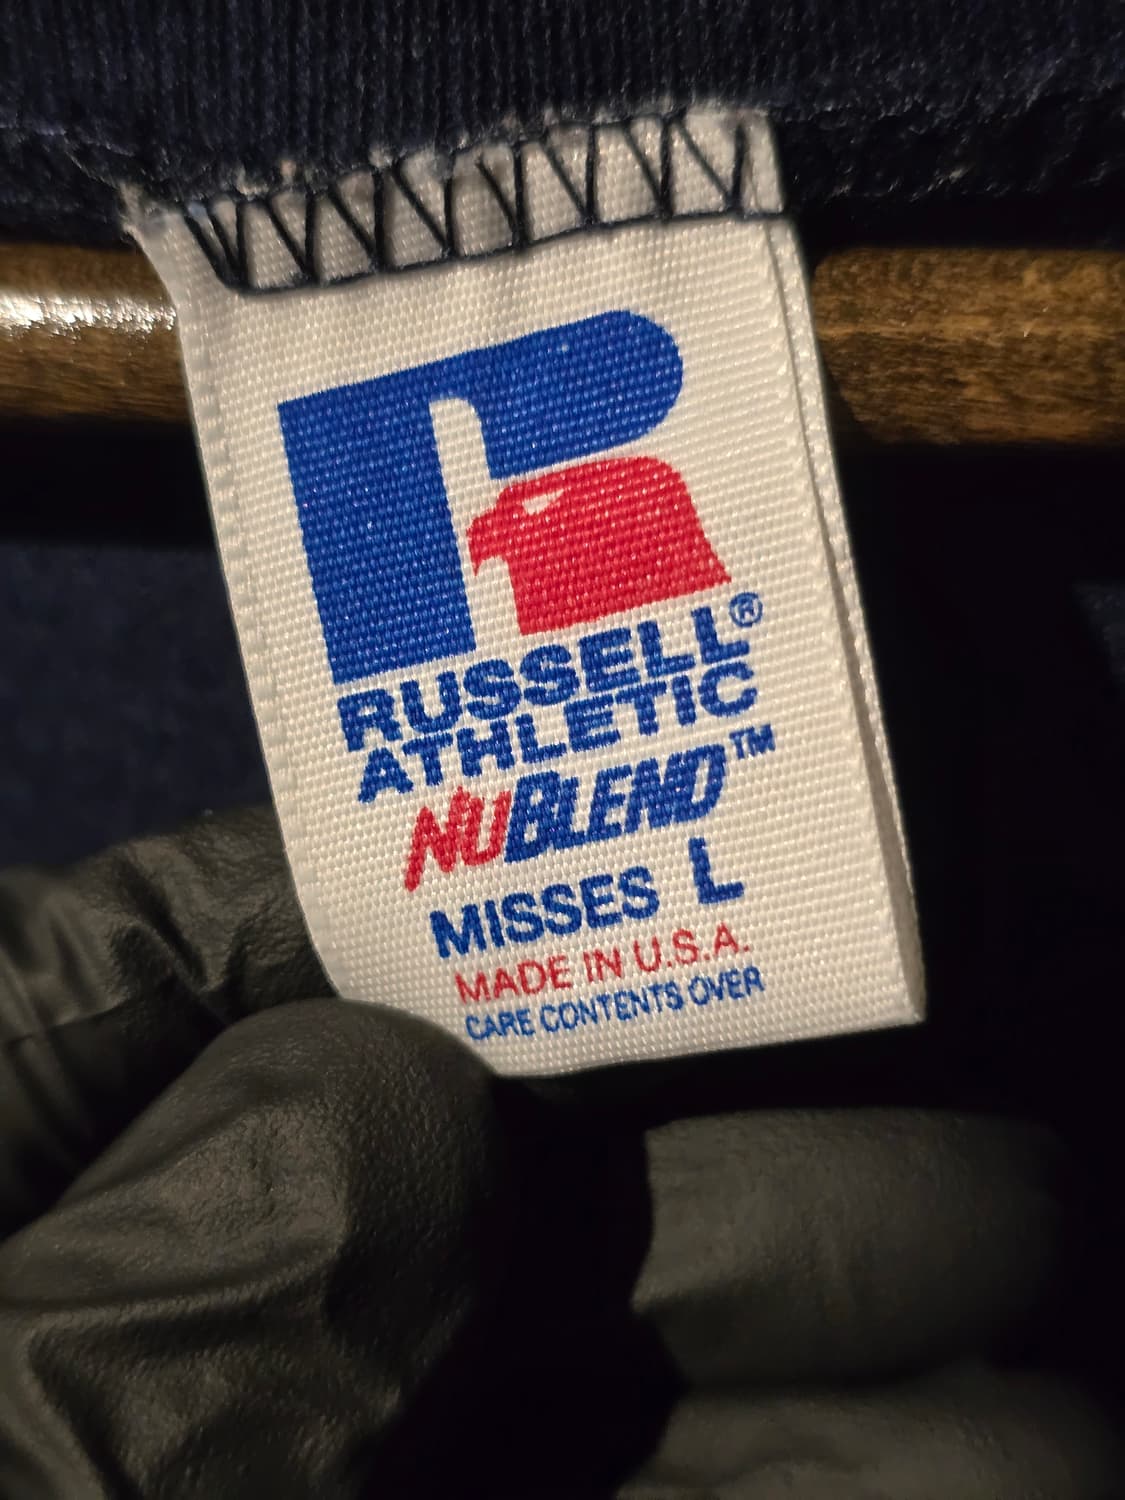 RUSSELL®
ATHLETIC
NUBLEND™
MISSES L
MADE IN U.S.A.
CARE CONTENTS OVER